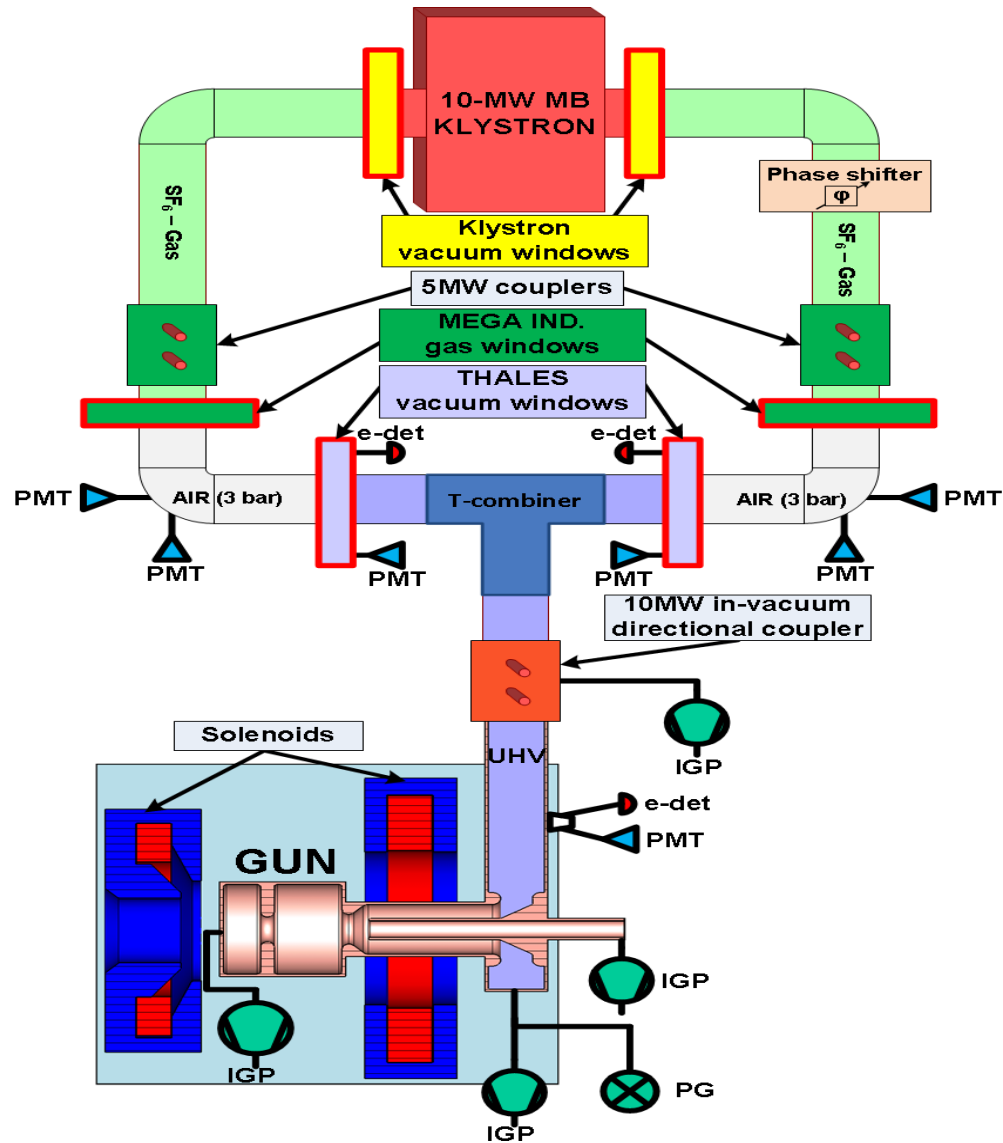 10-MW MB
KLYSTRON
Phase shifter
φ
SF₆ – Gas
SF₆ – Gas
Klystron
vacuum windows
5MW couplers
MEGA IND.
gas windows
THALES
vacuum windows
e-det
e-det
PMT
AIR (3 bar)
T-combiner
AIR (3 bar)
PMT
PMT
PMT
PMT
PMT
10MW in-vacuum
directional coupler
Solenoids
UHV
IGP
e-det
PMT
GUN
IGP
IGP
PG
IGP